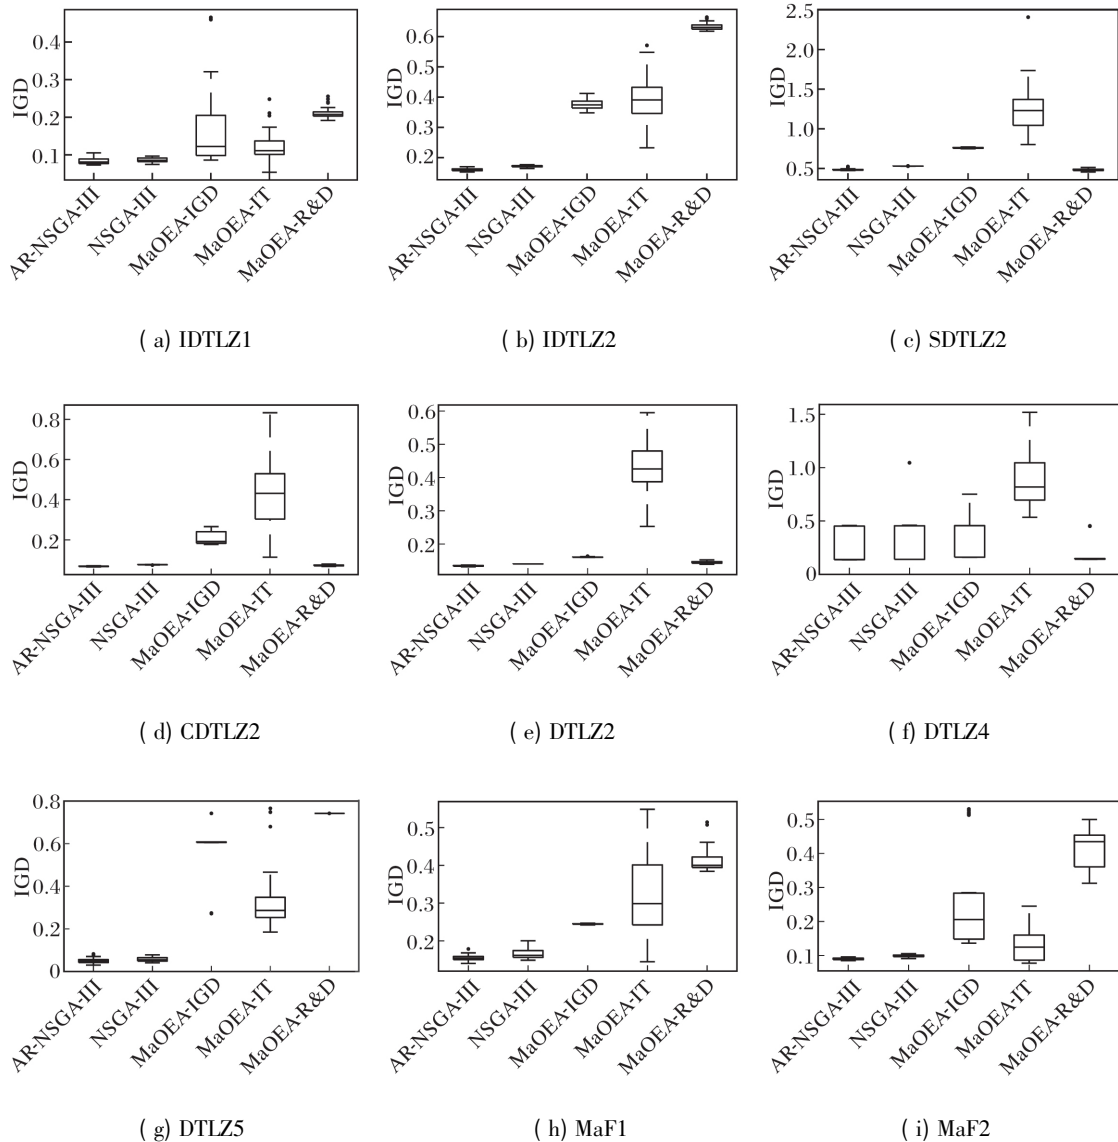 IGD
0.4
0.3
0.2
0.1
AR-NSGA-III
NSGA-III
MaOEA-IGD
MaOEA-IT
MaOEA-R&D
( a) IDTLZ1
IGD
0.6
0.5
0.4
0.3
0.2
AR-NSGA-III
NSGA-III
MaOEA-IGD
MaOEA-IT
MaOEA-R&D
( b) IDTLZ2
IGD
2.5
2.0
1.5
1.0
0.5
AR-NSGA-III
NSGA-III
MaOEA-IGD
MaOEA-IT
MaOEA-R&D
( c) SDTLZ2
IGD
0.8
0.6
0.4
0.2
AR-NSGA-III
NSGA-III
MaOEA-IGD
MaOEA-IT
MaOEA-R&D
( d) CDTLZ2
IGD
0.6
0.5
0.4
0.3
0.2
AR-NSGA-III
NSGA-III
MaOEA-IGD
MaOEA-IT
MaOEA-R&D
( e) DTLZ2
IGD
1.5
1.0
0.5
0
AR-NSGA-III
NSGA-III
MaOEA-IGD
MaOEA-IT
MaOEA-R&D
( f) DTLZ4
IGD
0.8
0.6
0.4
0.2
0
AR-NSGA-III
NSGA-III
MaOEA-IGD
MaOEA-IT
MaOEA-R&D
( g) DTLZ5
IGD
0.5
0.4
0.3
0.2
AR-NSGA-III
NSGA-III
MaOEA-IGD
MaOEA-IT
MaOEA-R&D
( h) MaF1
IGD
0.5
0.4
0.3
0.2
0.1
AR-NSGA-III
NSGA-III
MaOEA-IGD
MaOEA-IT
MaOEA-R&D
( i) MaF2